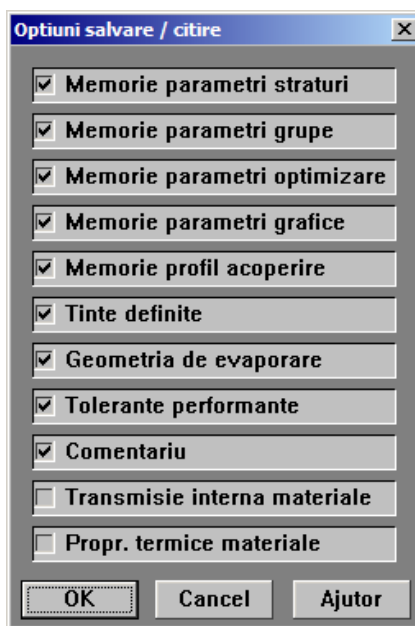 Optiuni salvare / citire
Memorie parametri straturi
Memorie parametri grupe
Memorie parametri optimizare
Memorie parametri grafice
Memorie profil acoperire
Tinte definite
Geometria de evaporare
Tolerante performante
Comentariu
Transmisie interna materiale
Propr. termice materiale
OK Cancel Ajutor